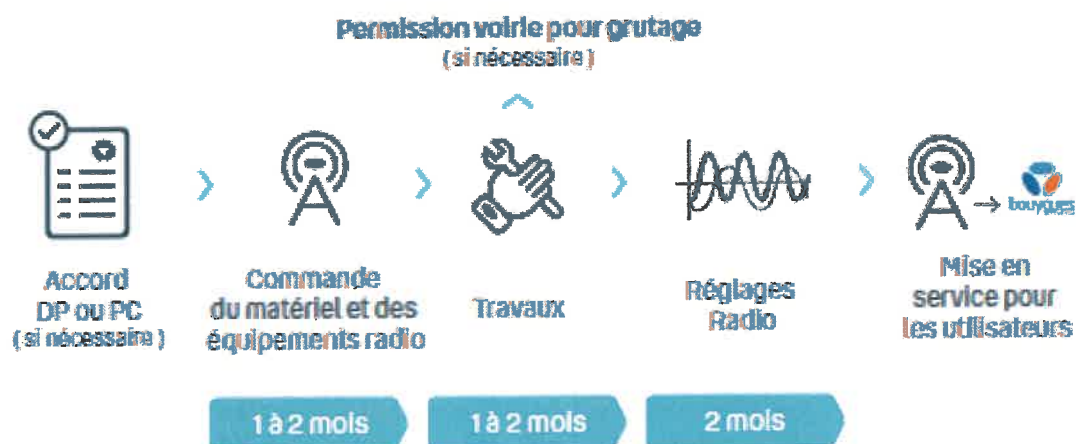 Permission voirie pour grutage
(si nécessaire)
bouygues
Accord
DP ou PC
(si nécessaire)
Commande
du matériel et des
équipements radio
Travaux
Réglages
Radio
Mise en
service pour
les utilisateurs
1 à 2 mois
1 à 2 mois
2 mois